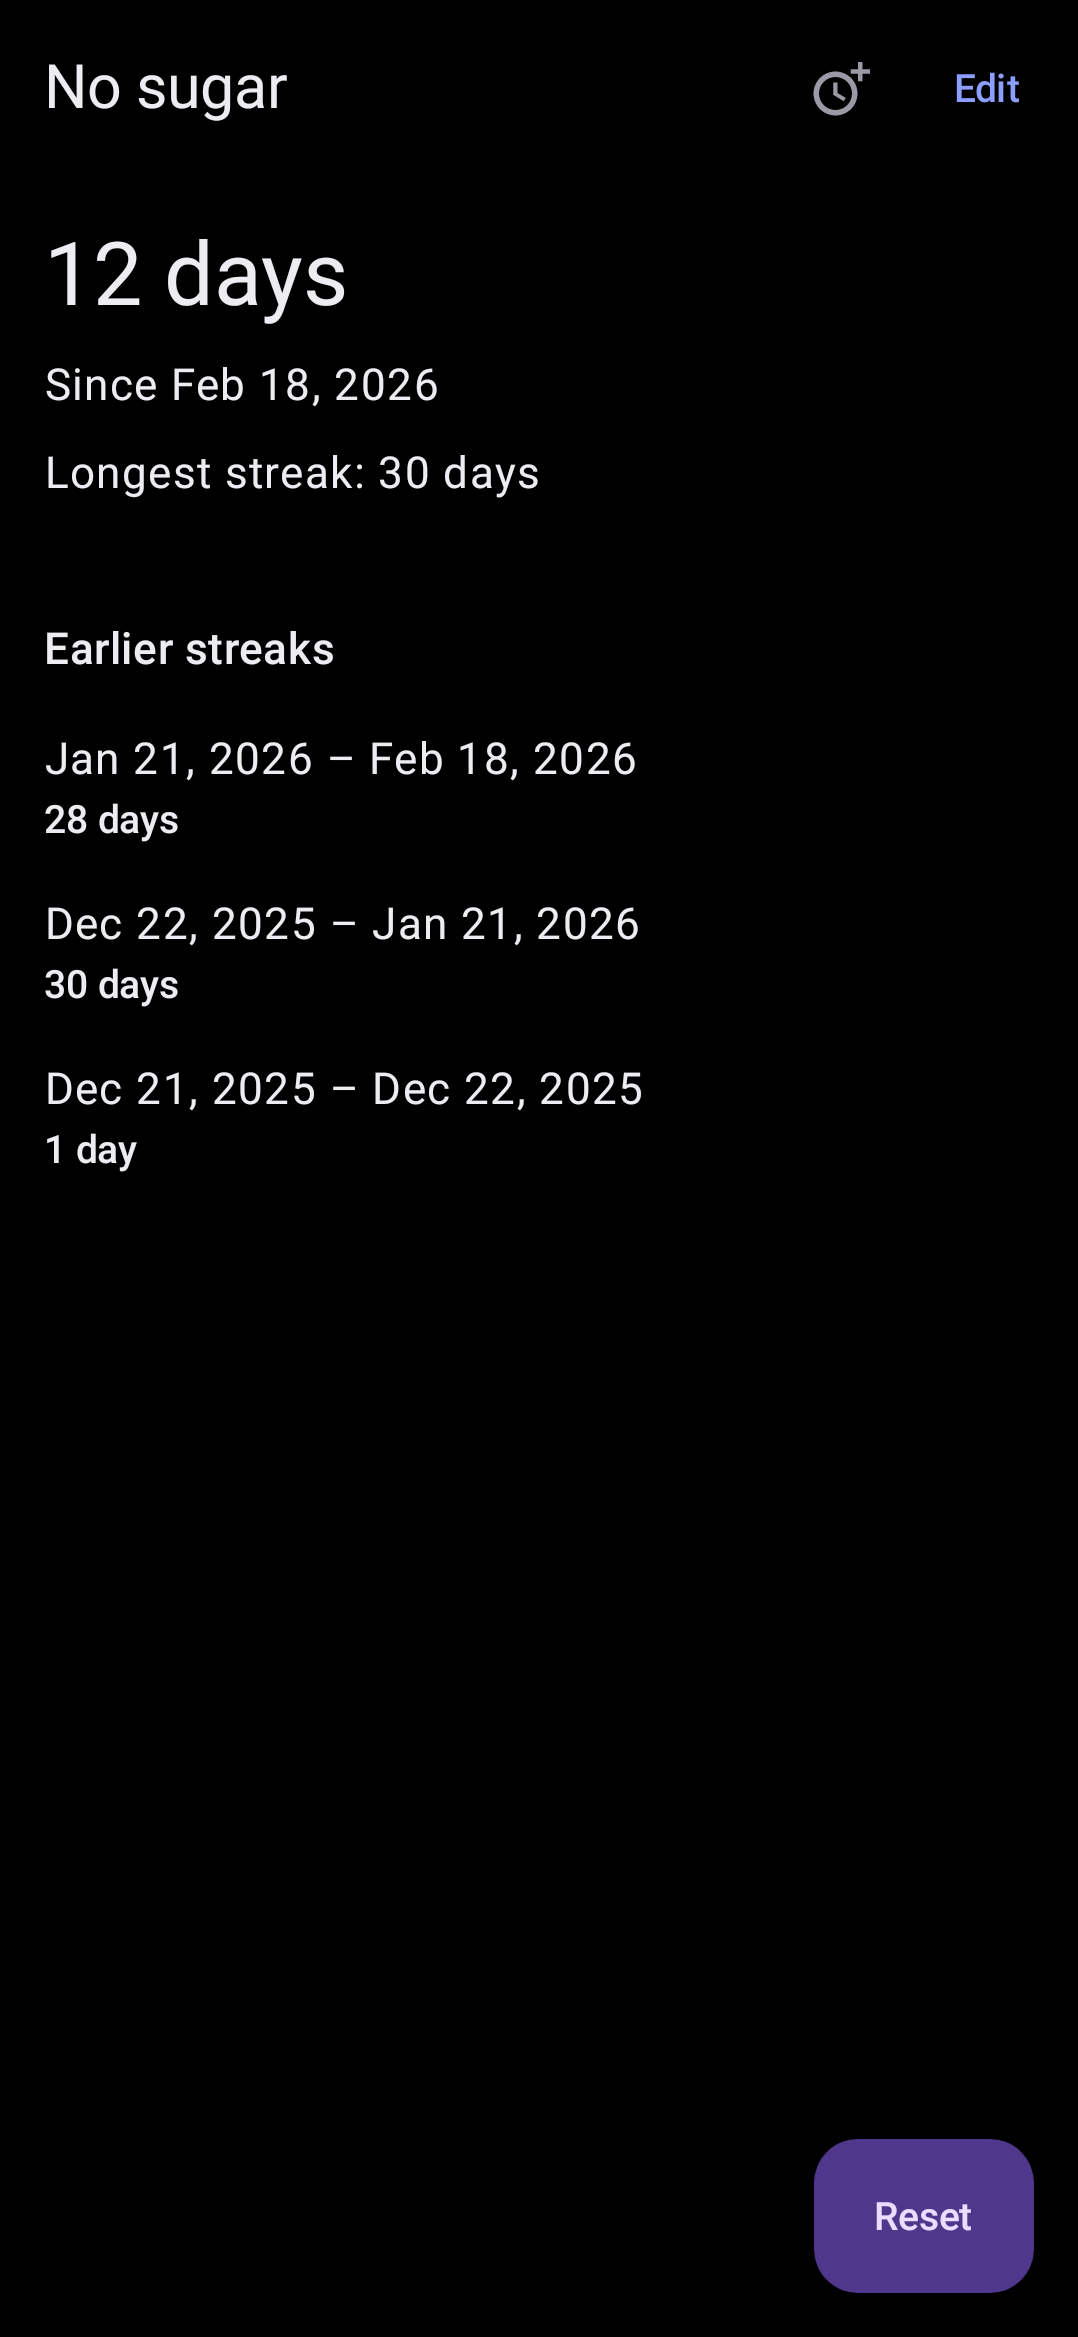 No sugar
Edit
12 days
Since Feb 18, 2026
Longest streak: 30 days
Earlier streaks
Jan 21, 2026 – Feb 18, 2026
28 days
Dec 22, 2025 – Jan 21, 2026
30 days
Dec 21, 2025 – Dec 22, 2025
1 day
Reset